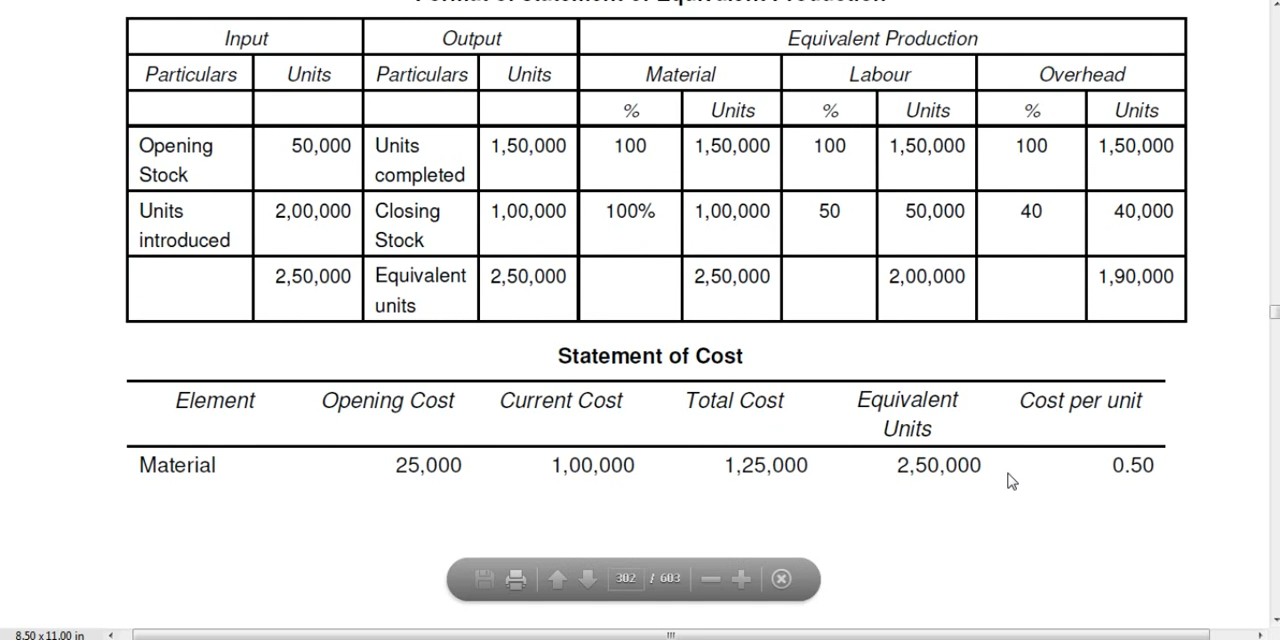 Input Output Equivalent Production
Particulars Units Particulars Units Material Labour Overhead
% Units % Units % Units
Opening 50,000 Units 1,50,000 100 1,50,000 100 1,50,000 100 1,50,000
Stock completed
Units 2,00,000 Closing 1,00,000 100% 1,00,000 50 50,000 40 40,000
introduced Stock
2,50,000 Equivalent 2,50,000 2,50,000 2,00,000 1,90,000
units
Statement of Cost
Element Opening Cost Current Cost Total Cost Equivalent Cost per unit
Units
Material 25,000 1,00,000 1,25,000 2,50,000 0.50
302 / 603
8.50 x 11.00 in